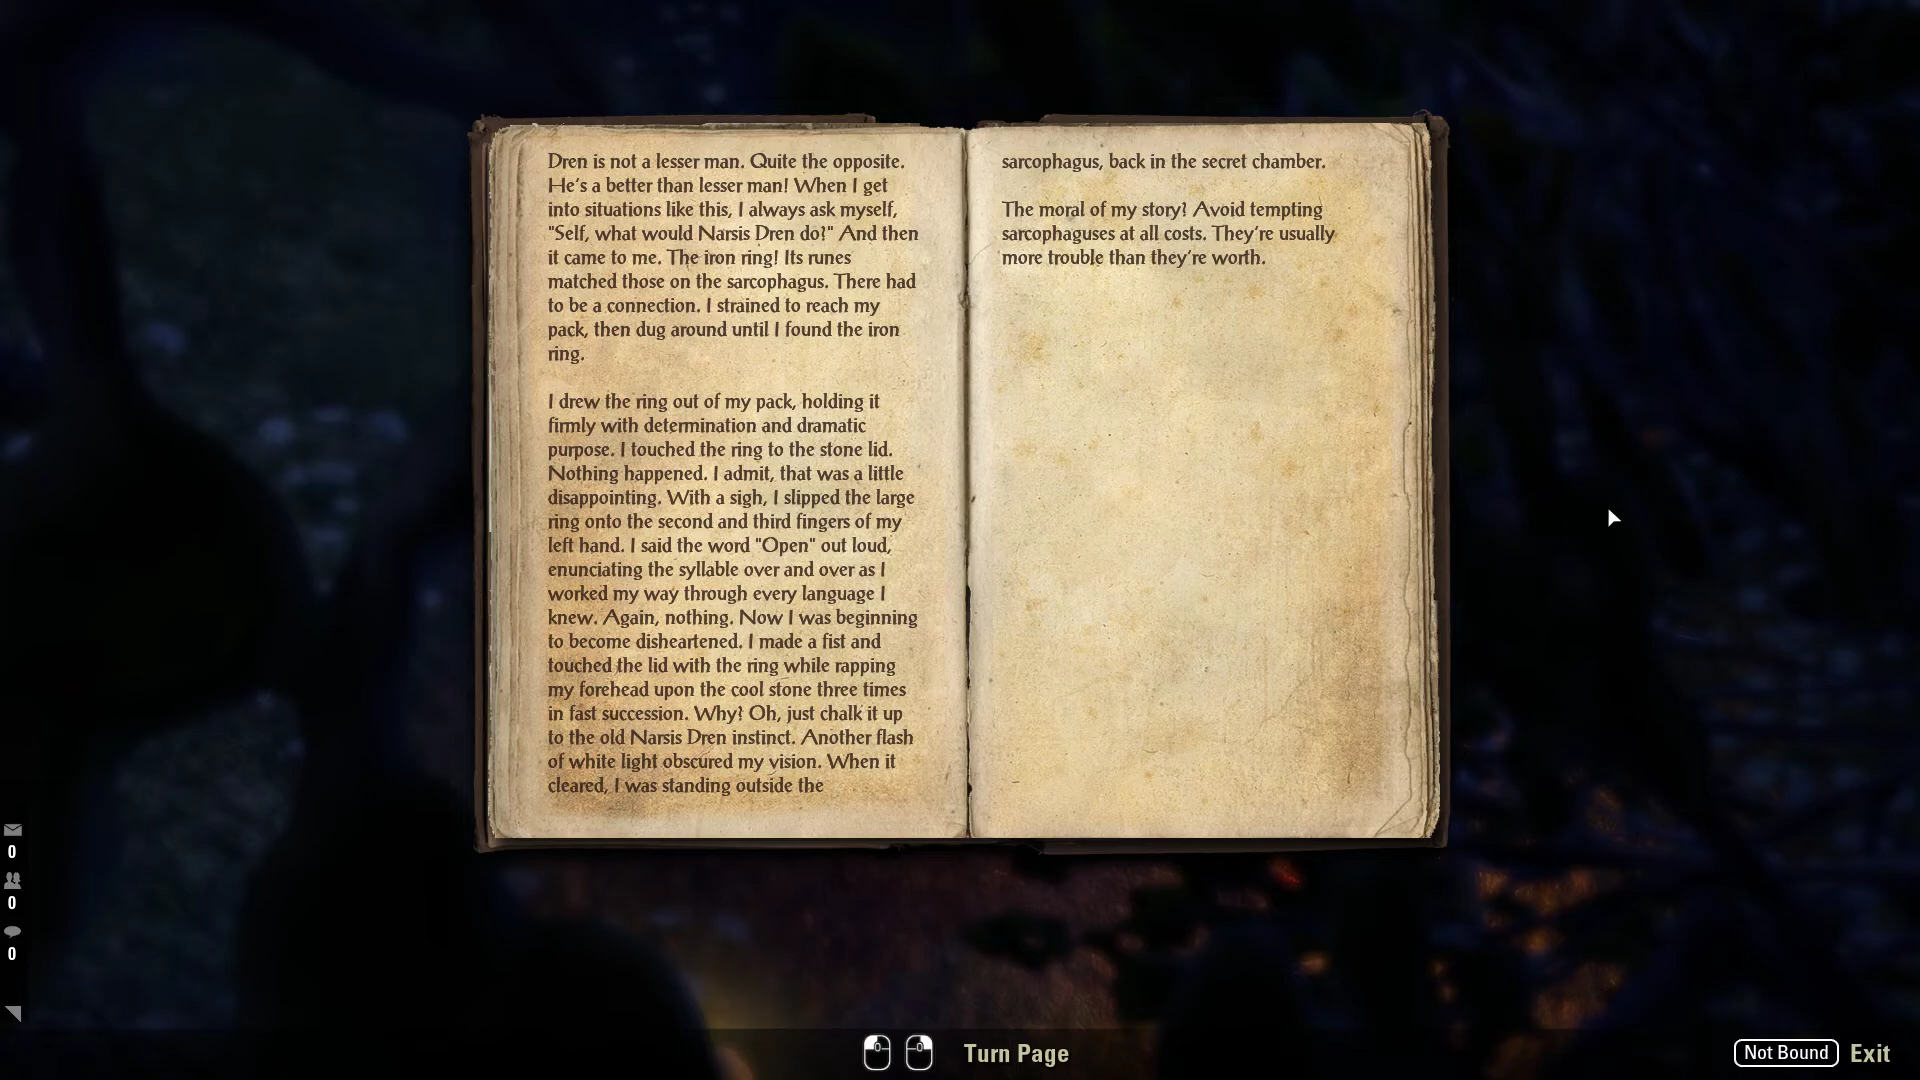 Dren is not a lesser man. Quite the opposite.
He's a better than lesser man! When I get
into situations like this, I always ask myself,
"Self, what would Narsis Dren do?" And then
it came to me. The iron ring! Its runes
matched those on the sarcophagus. There had
to be a connection. I strained to reach my
pack, then dug around until I found the iron
ring.
I drew the ring out of my pack, holding it
firmly with determination and dramatic
purpose. I touched the ring to the stone lid.
Nothing happened. I admit, that was a little
disappointing. With a sigh, I slipped the large
ring onto the second and third fingers of my
left hand. I said the word "Open" out loud,
enunciating the syllable over and over as I
worked my way through every language I
knew. Again, nothing. Now I was beginning
to become disheartened. I made a fist and
touched the lid with the ring while rapping
my forehead upon the cool stone three times
in fast succession. Why? Oh, just chalk it up
to the old Narsis Dren instinct. Another flash
of white light obscured my vision. When it
cleared, I was standing outside the
sarcophagus, back in the secret chamber.
The moral of my story? Avoid tempting
sarcophaguses at all costs. They're usually
more trouble than they're worth.
0
0
0
Turn Page
Not Bound Exit